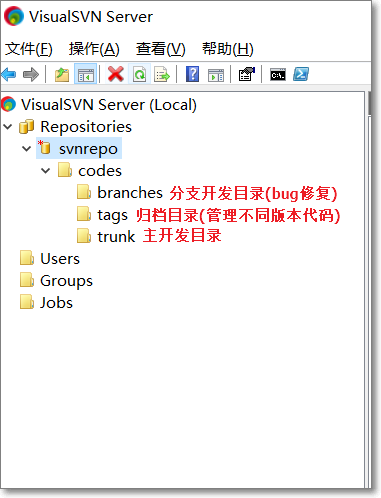 VisualSVN Server
文件(F) 操作(A) 查看(V) 帮助(H)
VisualSVN Server (Local)
Repositories
svnrepo
codes
branches 分支开发目录(bug修复)
tags 归档目录(管理不同版本代码)
trunk 主开发目录
Users
Groups
Jobs